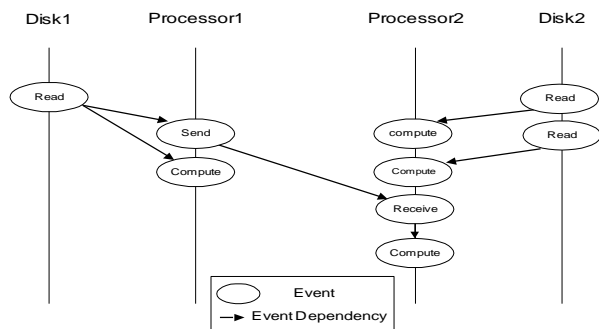 Disk1 Processor1 Processor2 Disk2
Read Read
Send compute Read
Compute Compute
Receive
Compute
Event
Event Dependency